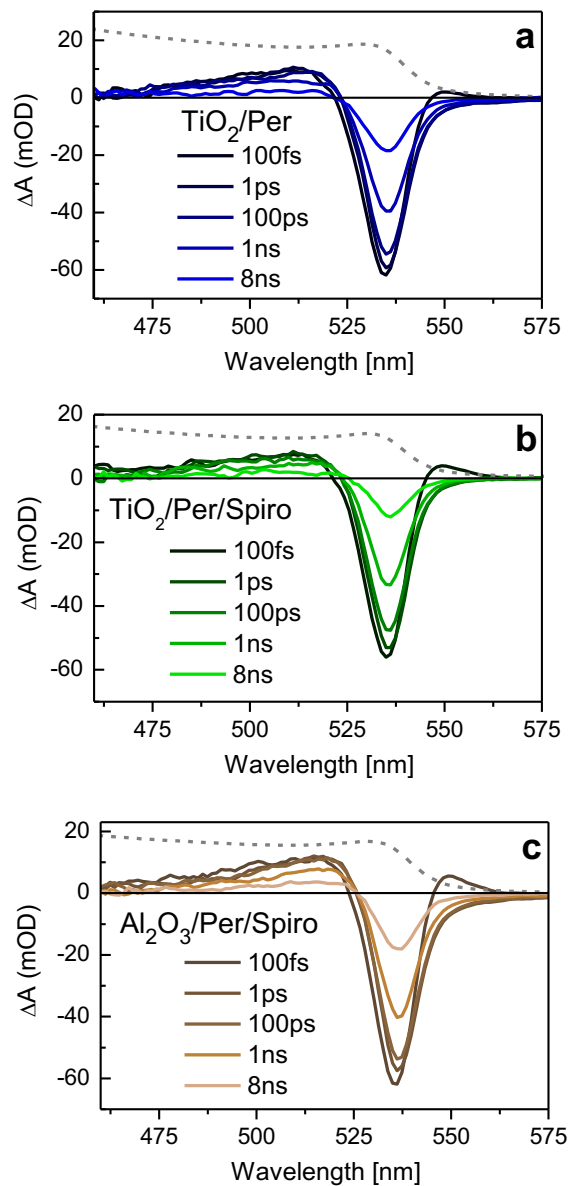 a
20
0
-20
-40
-60
ΔA (mOD)
TiO₂/Per
100fs
1ps
100ps
1ns
8ns
475 500 525 550 575
Wavelength [nm]
b
20
0
-20
-40
-60
ΔA (mOD)
TiO₂/Per/Spiro
100fs
1ps
100ps
1ns
8ns
475 500 525 550 575
Wavelength [nm]
c
20
0
-20
-40
-60
ΔA (mOD)
Al₂O₃/Per/Spiro
100fs
1ps
100ps
1ns
8ns
475 500 525 550 575
Wavelength [nm]